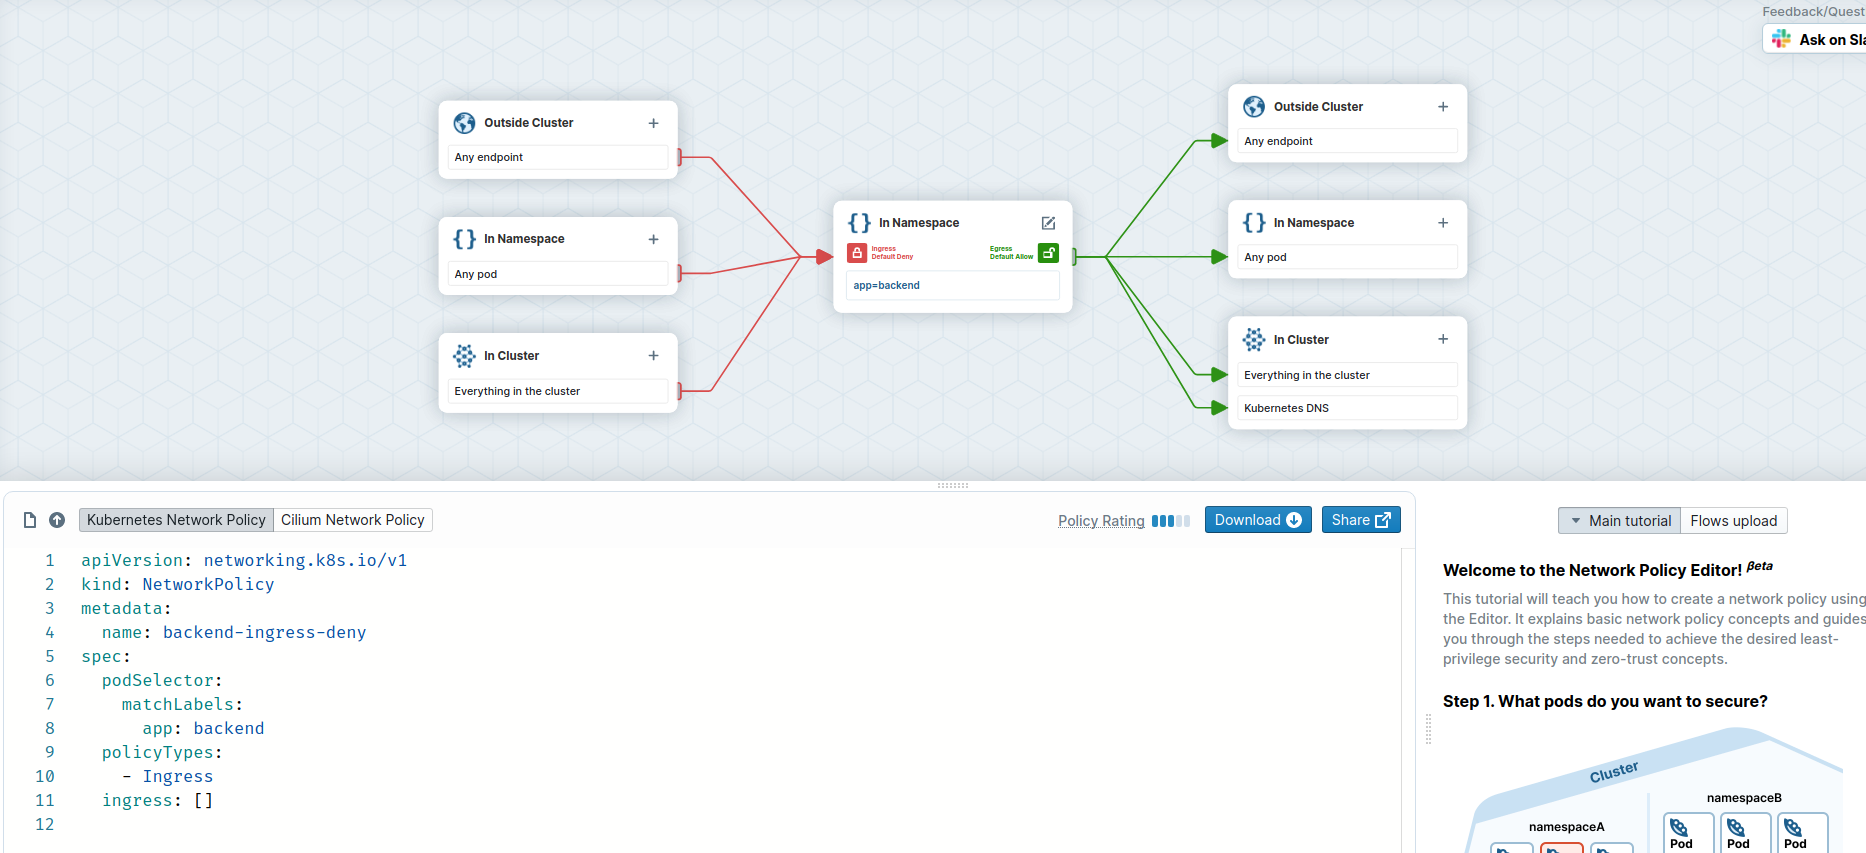 Feedback/Quest
Ask on Sla
Outside Cluster
Any endpoint
In Namespace
Any pod
In Cluster
Everything in the cluster
In Namespace
Ingress
Default Deny
Egress
Default Allow
app=backend
Outside Cluster
Any endpoint
In Namespace
Any pod
In Cluster
Everything in the cluster
Kubernetes DNS
Kubernetes Network Policy
Cilium Network Policy
Policy Rating
Download
Share
1 apiVersion: networking.k8s.io/v1
2 kind: NetworkPolicy
3 metadata:
4   name: backend-ingress-deny
5 spec:
6   podSelector:
7     matchLabels:
8       app: backend
9   policyTypes:
10     - Ingress
11   ingress: []
12
Main tutorial
Flows upload
Welcome to the Network Policy Editor! βeta
This tutorial will teach you how to create a network policy using
the Editor. It explains basic network policy concepts and guides
you through the steps needed to achieve the desired least-
privilege security and zero-trust concepts.
Step 1. What pods do you want to secure?
Cluster
namespaceB
namespaceA
Pod
Pod
Pod